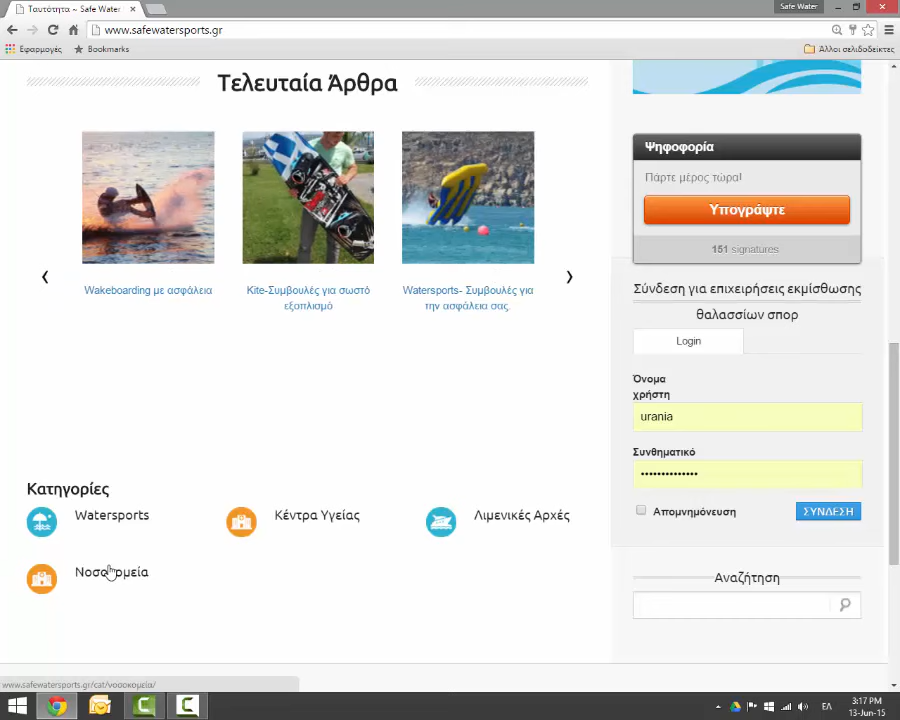 Ταυτότητα ~ Safe Water
Safe Water
www.safewatersports.gr
Εφαρμογές
Bookmarks
Άλλοι σελιδοδείκτες
Τελευταία Άρθρα
Wakeboarding με ασφάλεια
Kite-Συμβουλές για σωστό
εξοπλισμό
Watersports- Συμβουλές για
την ασφάλεια σας
Ψηφοφορία
Πάρτε μέρος τώρα!
Υπογράψτε
151 signatures
Σύνδεση για επιχειρήσεις εκμίσθωσης
θαλασσίων σπορ
Login
Όνομα
χρήστη
urania
Συνθηματικό
••••••••••••••
Απομνημόνευση
ΣΥΝΔΕΣΗ
Αναζήτηση
Κατηγορίες
Watersports
Κέντρα Υγείας
Λιμενικές Αρχές
Νοσοκομεία
www.safewatersports.gr/cat/νοσοκομεία/
ΕΛ
3:17 PM
13-Jun-15